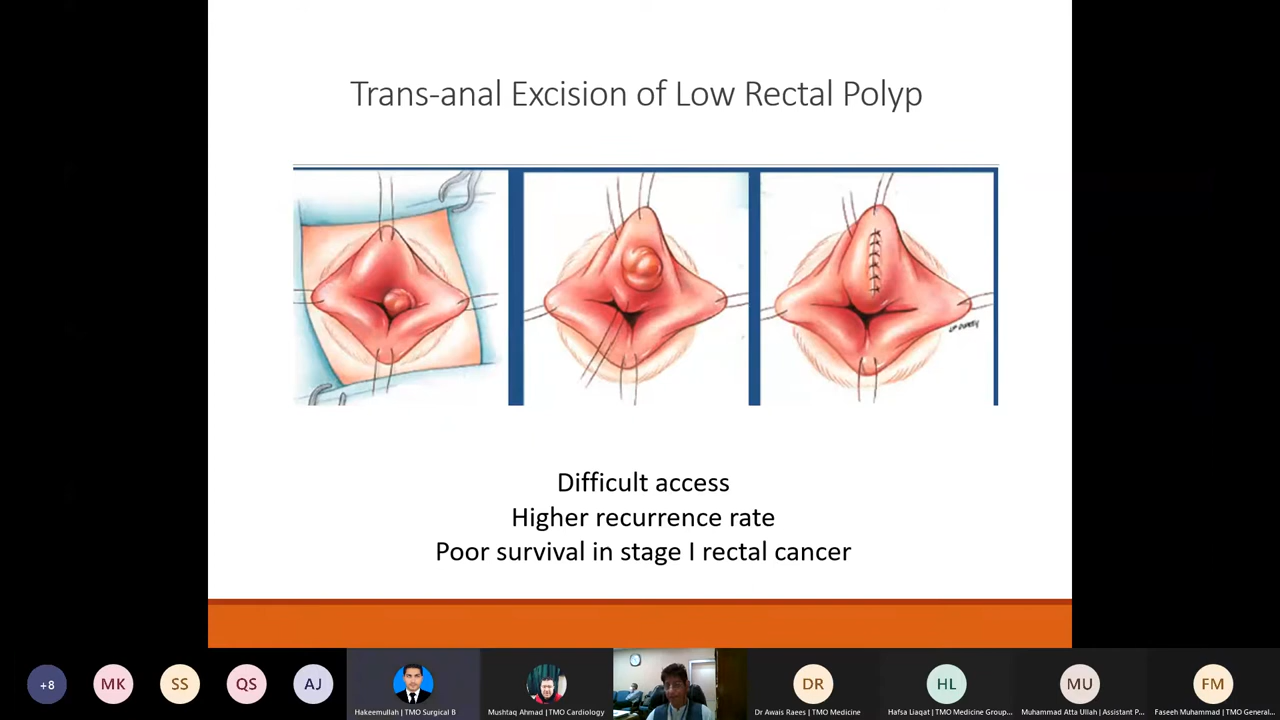 Trans-anal Excision of Low Rectal Polyp
Difficult access
Higher recurrence rate
Poor survival in stage I rectal cancer
+8
MK
SS
QS
AJ
Hakeemullah | TMO Surgical B
Mushtaq Ahmad | TMO Cardiology
DR
Dr Awais Raees | TMO Medicine
HL
Hafsa Liaqat | TMO Medicine Group...
MU
Muhammad Atta Ullah | Assistant P...
FM
Faseeh Muhammad | TMO General...